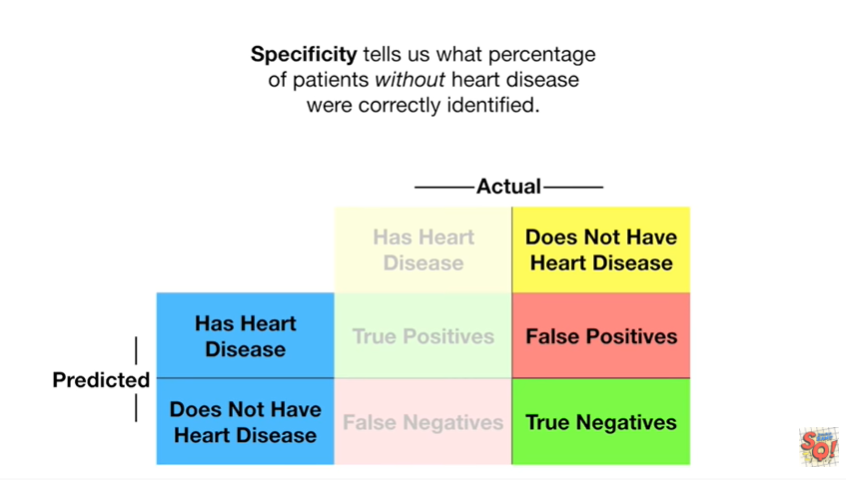 Specificity tells us what percentage
of patients without heart disease
were correctly identified.
Actual
Has Heart
Disease
Does Not Have
Heart Disease
Has Heart
Disease
True Positives
False Positives
Predicted
Does Not Have
Heart Disease
False Negatives
True Negatives
SQ!